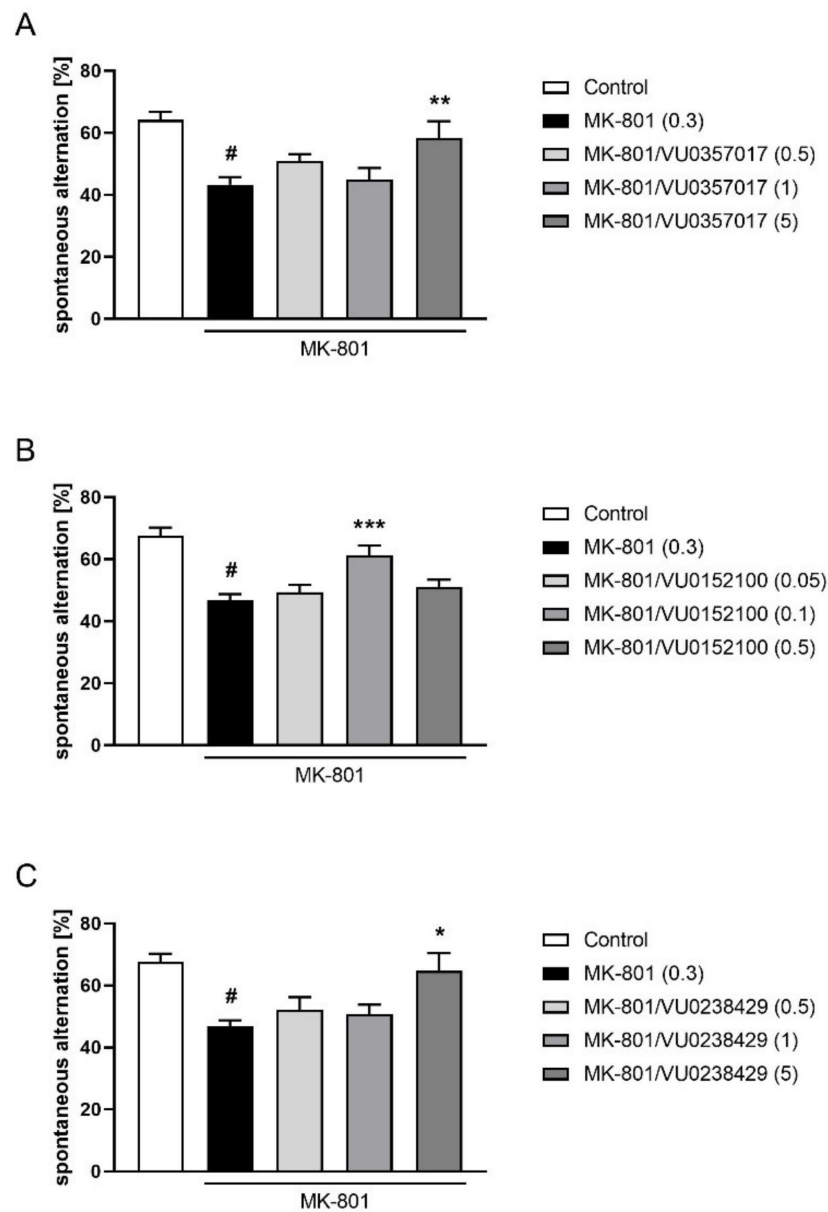 A
spontaneous alternation [%]
80
60
40
20
0
#
**
MK-801
Control
MK-801 (0.3)
MK-801/VU0357017 (0.5)
MK-801/VU0357017 (1)
MK-801/VU0357017 (5)
B
spontaneous alternation [%]
80
60
40
20
0
#
***
MK-801
Control
MK-801 (0.3)
MK-801/VU0152100 (0.05)
MK-801/VU0152100 (0.1)
MK-801/VU0152100 (0.5)
C
spontaneous alternation [%]
80
60
40
20
0
#
*
MK-801
Control
MK-801 (0.3)
MK-801/VU0238429 (0.5)
MK-801/VU0238429 (1)
MK-801/VU0238429 (5)